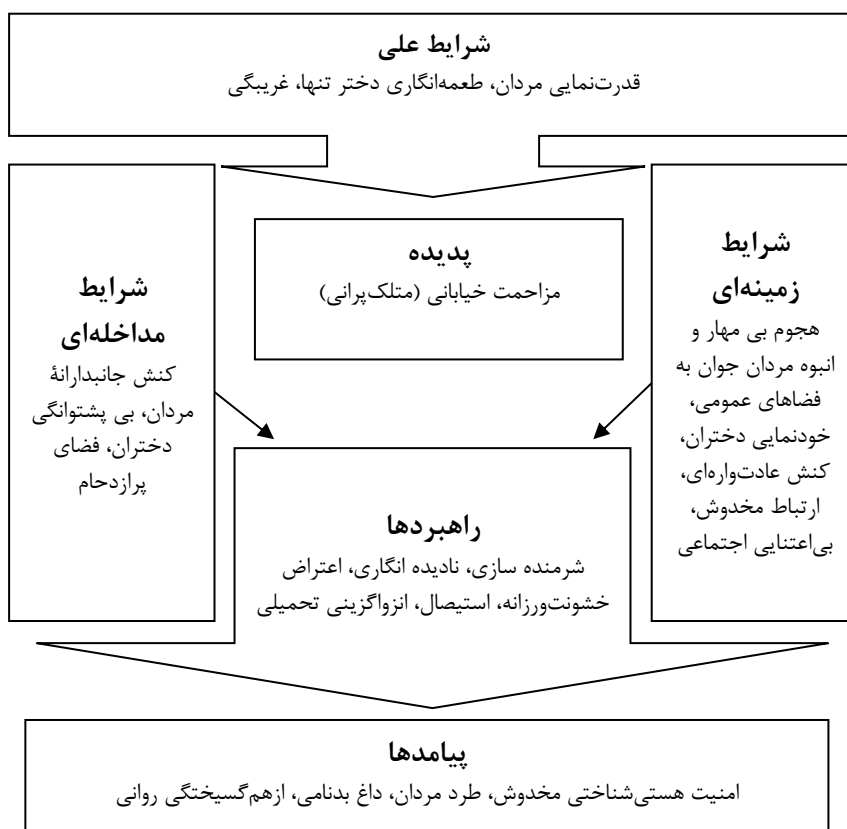 شرایط علی
قدرت‌نمایی مردان، طعمه‌انگاری دختر تنها، غریبگی
شرایط
زمینه‌ای
هجوم بی مهار و
انبوه مردان جوان به
فضاهای عمومی،
خودنمایی دختران،
کنش عادت‌واره‌ای،
ارتباط مخدوش،
بی‌اعتنایی اجتماعی
پدیده
مزاحمت خیابانی (متلک‌پرانی)
شرایط
مداخله‌ای
کنش جانبدارانۀ
مردان، بی پشتوانگی
دختران، فضای
پرازدحام
راهبردها
شرمنده سازی، نادیده انگاری، اعتراض
خشونت‌ورزانه، استیصال، انزواگزینی تحمیلی
پیامدها
امنیت هستی‌شناختی مخدوش، طرد مردان، داغ بدنامی، ازهم‌گسیختگی روانی